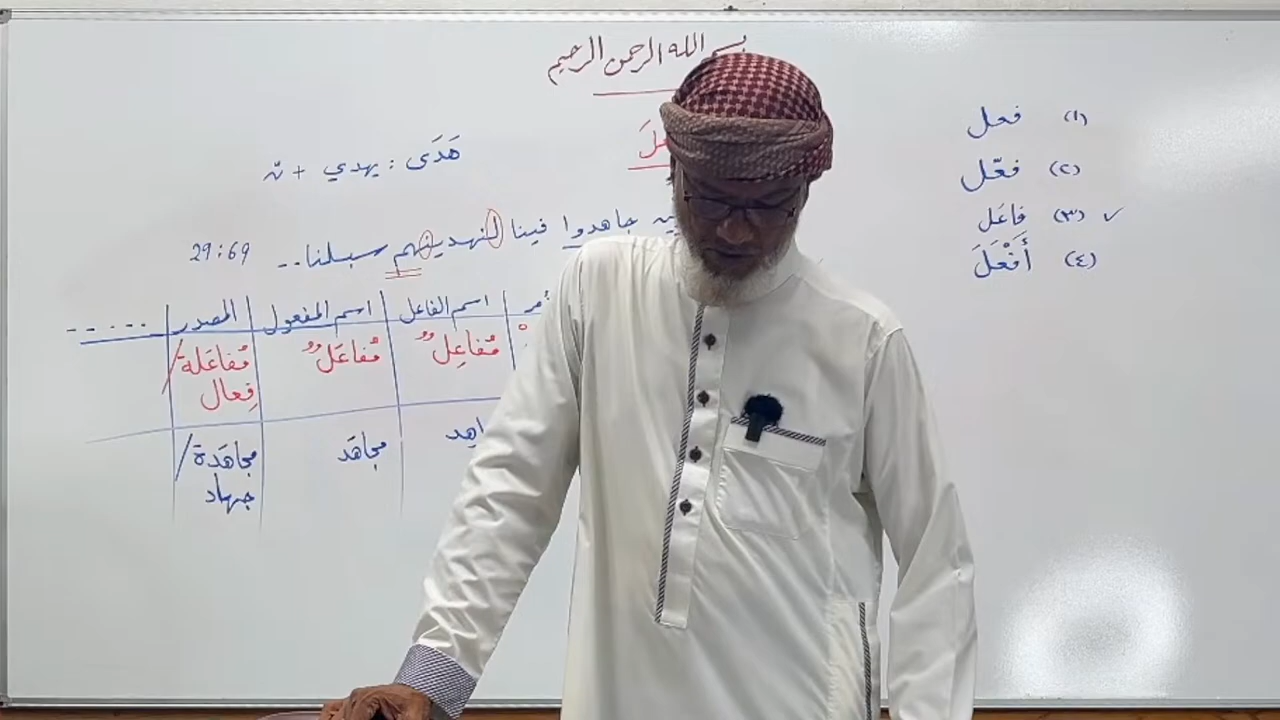 بسم الله الرحمن الرحيم
(١) فعل
(٢) فعّل
(٣) فاعَل ✓
(٤) أَفْعَلَ
هَدَى : يهدي + نّ
جاهدوا فينا لنهدينهم سبلنا.. 29:69
اسم الفاعل اسم المفعول المصدر -----
مُفاعِلٌ مُفاعَلٌ مُفاعَلة/
فِعال
مجاهَد مجاهَدة/
جهاد